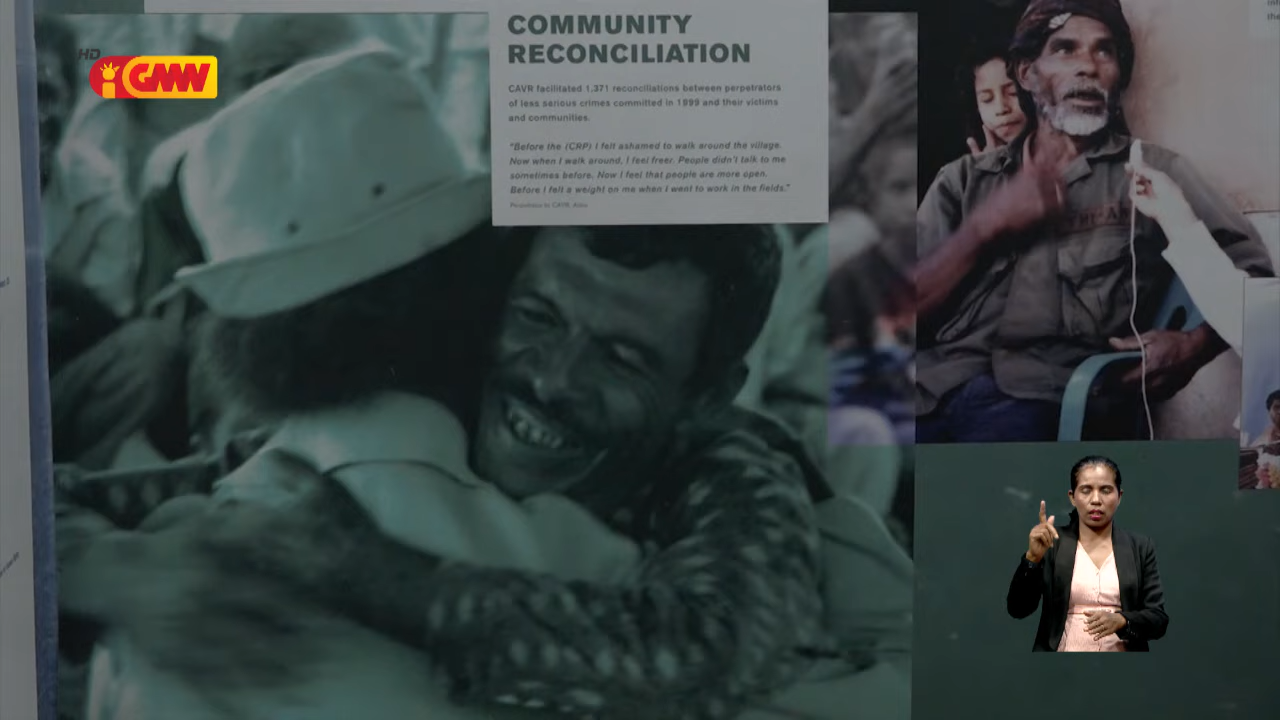 HD
GMN
COMMUNITY
RECONCILIATION
CAVR facilitated 1,371 reconciliations between perpetrators
of less serious crimes committed in 1999 and their victims
and communities.
"Before the (CRP) I felt ashamed to walk around the village.
Now when I walk around, I feel freer. People didn't talk to me
sometimes before. Now I feel that people are more open.
Before I felt a weight on me when I went to work in the fields."